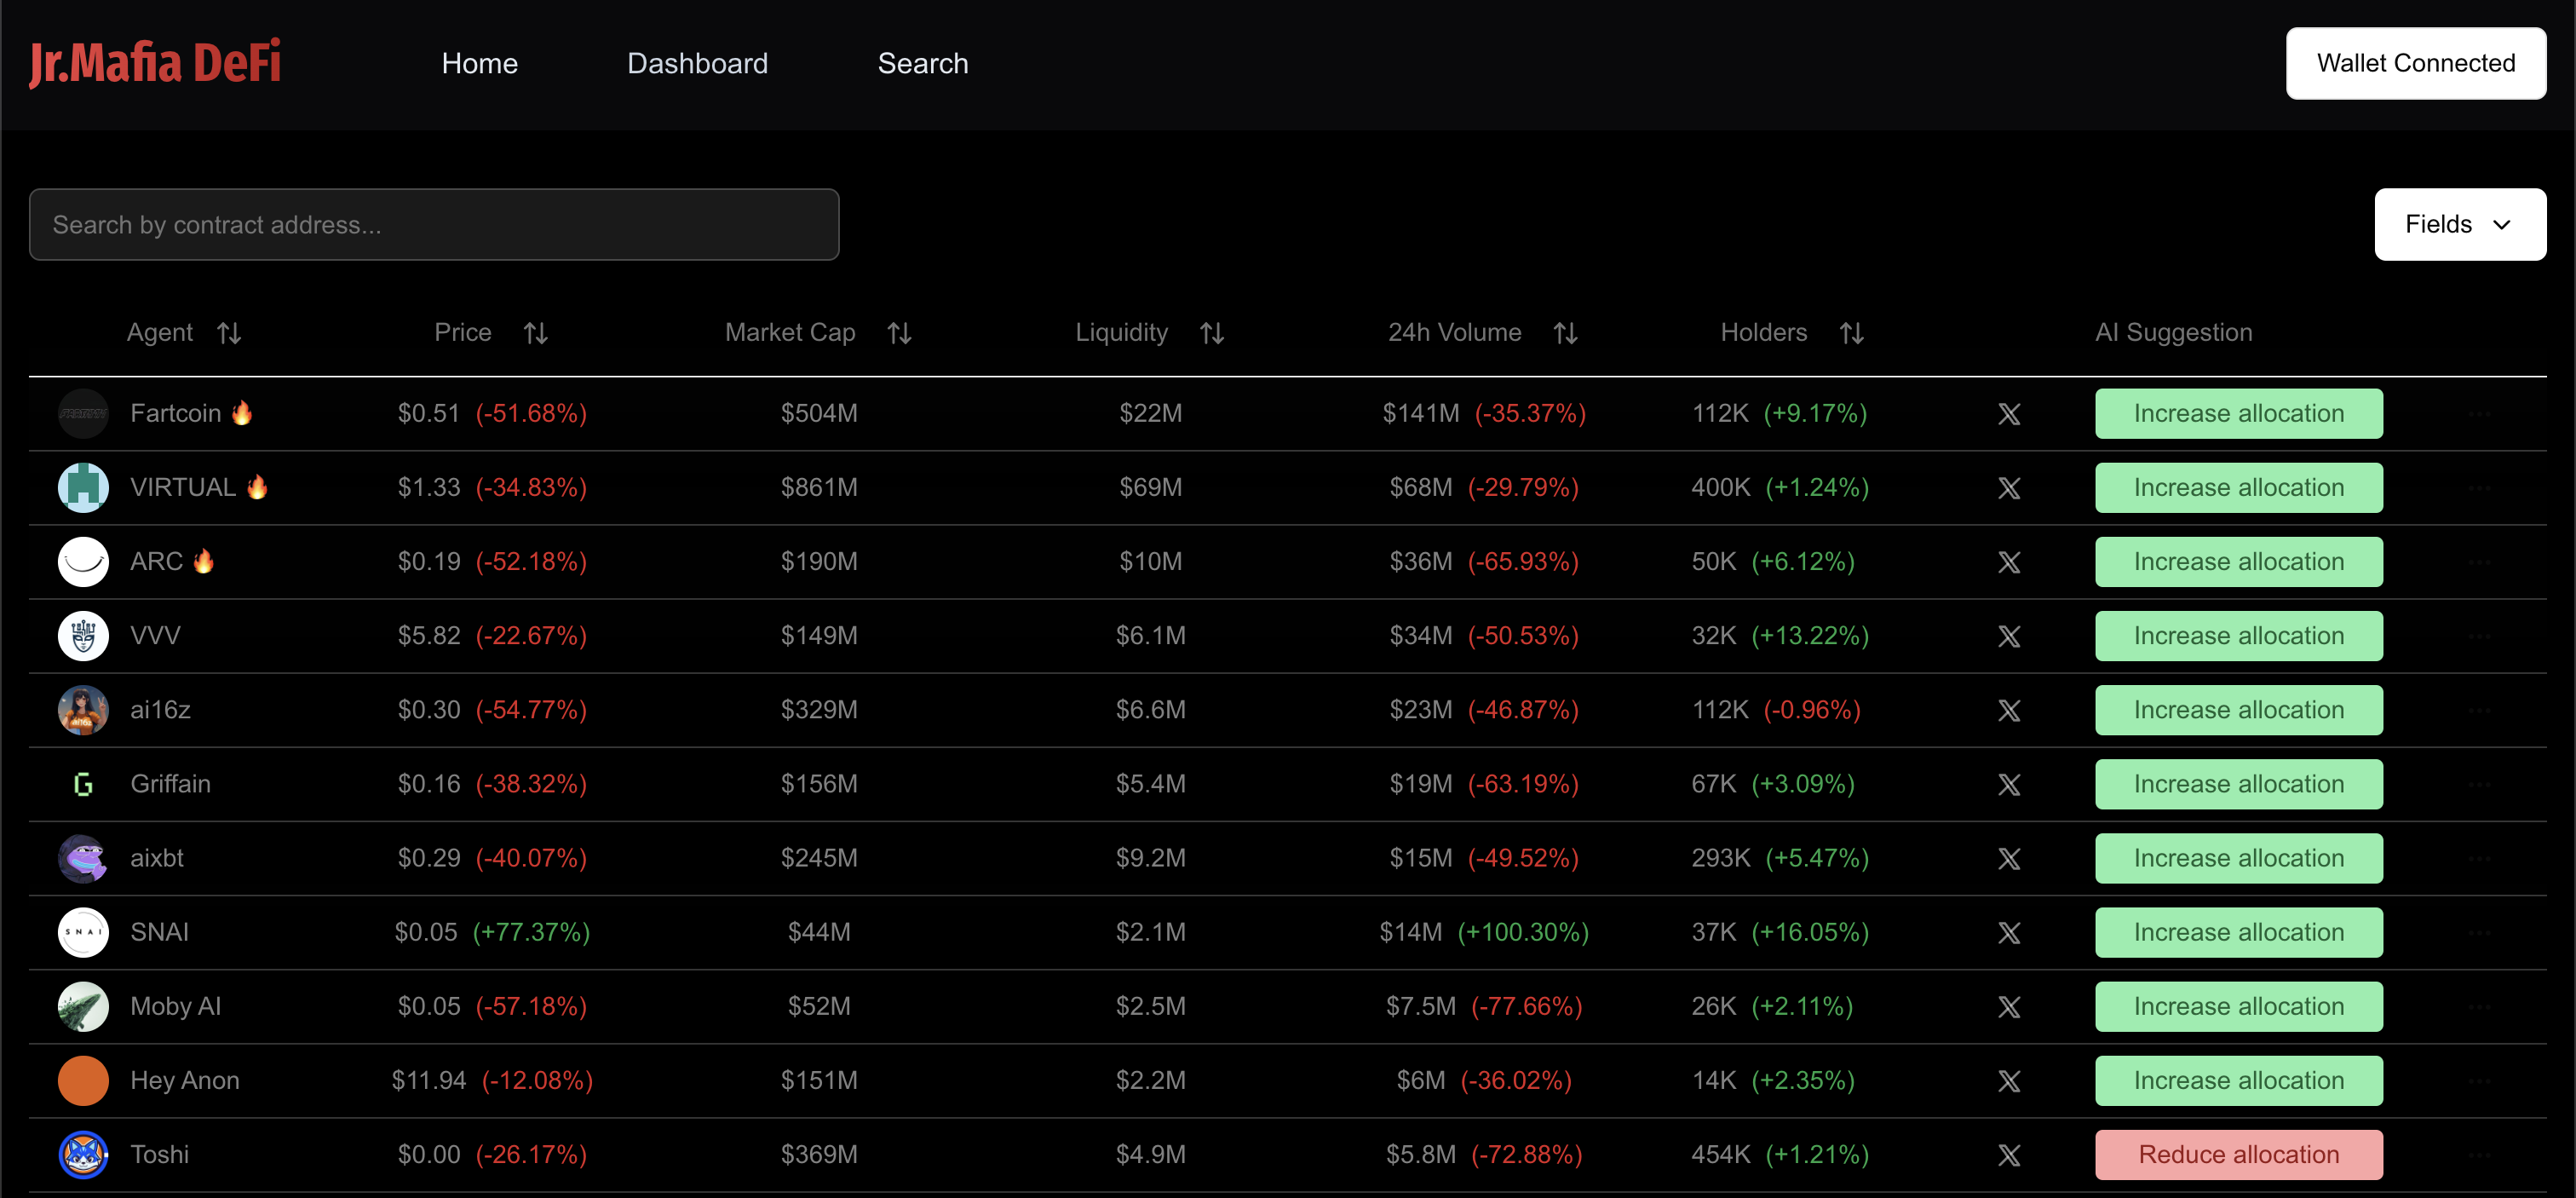 Jr.Mafia DeFi Home Dashboard Search Wallet Connected
Search by contract address... Fields
Agent Price Market Cap Liquidity 24h Volume Holders AI Suggestion
Fartcoin 🔥 $0.51 (-51.68%) $504M $22M $141M (-35.37%) 112K (+9.17%) X Increase allocation
VIRTUAL 🔥 $1.33 (-34.83%) $861M $69M $68M (-29.79%) 400K (+1.24%) X Increase allocation
ARC 🔥 $0.19 (-52.18%) $190M $10M $36M (-65.93%) 50K (+6.12%) X Increase allocation
VVV $5.82 (-22.67%) $149M $6.1M $34M (-50.53%) 32K (+13.22%) X Increase allocation
ai16z $0.30 (-54.77%) $329M $6.6M $23M (-46.87%) 112K (-0.96%) X Increase allocation
G Griffain $0.16 (-38.32%) $156M $5.4M $19M (-63.19%) 67K (+3.09%) X Increase allocation
aixbt $0.29 (-40.07%) $245M $9.2M $15M (-49.52%) 293K (+5.47%) X Increase allocation
SNAI SNAI $0.05 (+77.37%) $44M $2.1M $14M (+100.30%) 37K (+16.05%) X Increase allocation
Moby AI $0.05 (-57.18%) $52M $2.5M $7.5M (-77.66%) 26K (+2.11%) X Increase allocation
Hey Anon $11.94 (-12.08%) $151M $2.2M $6M (-36.02%) 14K (+2.35%) X Increase allocation
Toshi $0.00 (-26.17%) $369M $4.9M $5.8M (-72.88%) 454K (+1.21%) X Reduce allocation